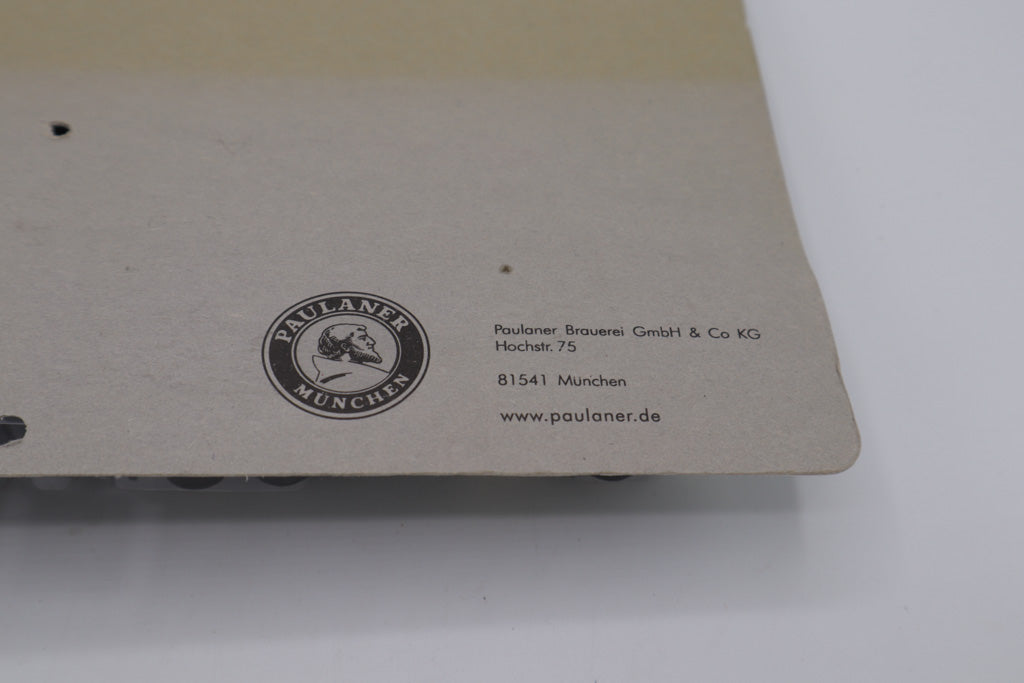 PAULANER
MÜNCHEN
Paulaner Brauerei GmbH & Co KG
Hochstr. 75
81541 München
www.paulaner.de